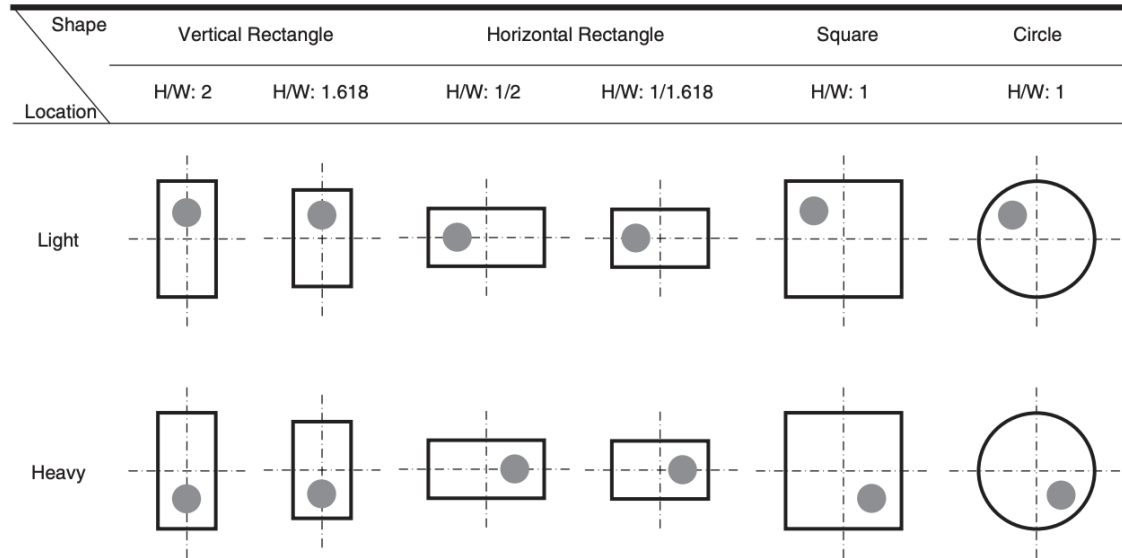 Shape
Vertical Rectangle Horizontal Rectangle Square Circle
H/W: 2 H/W: 1.618 H/W: 1/2 H/W: 1/1.618 H/W: 1 H/W: 1
Location
Light
Heavy